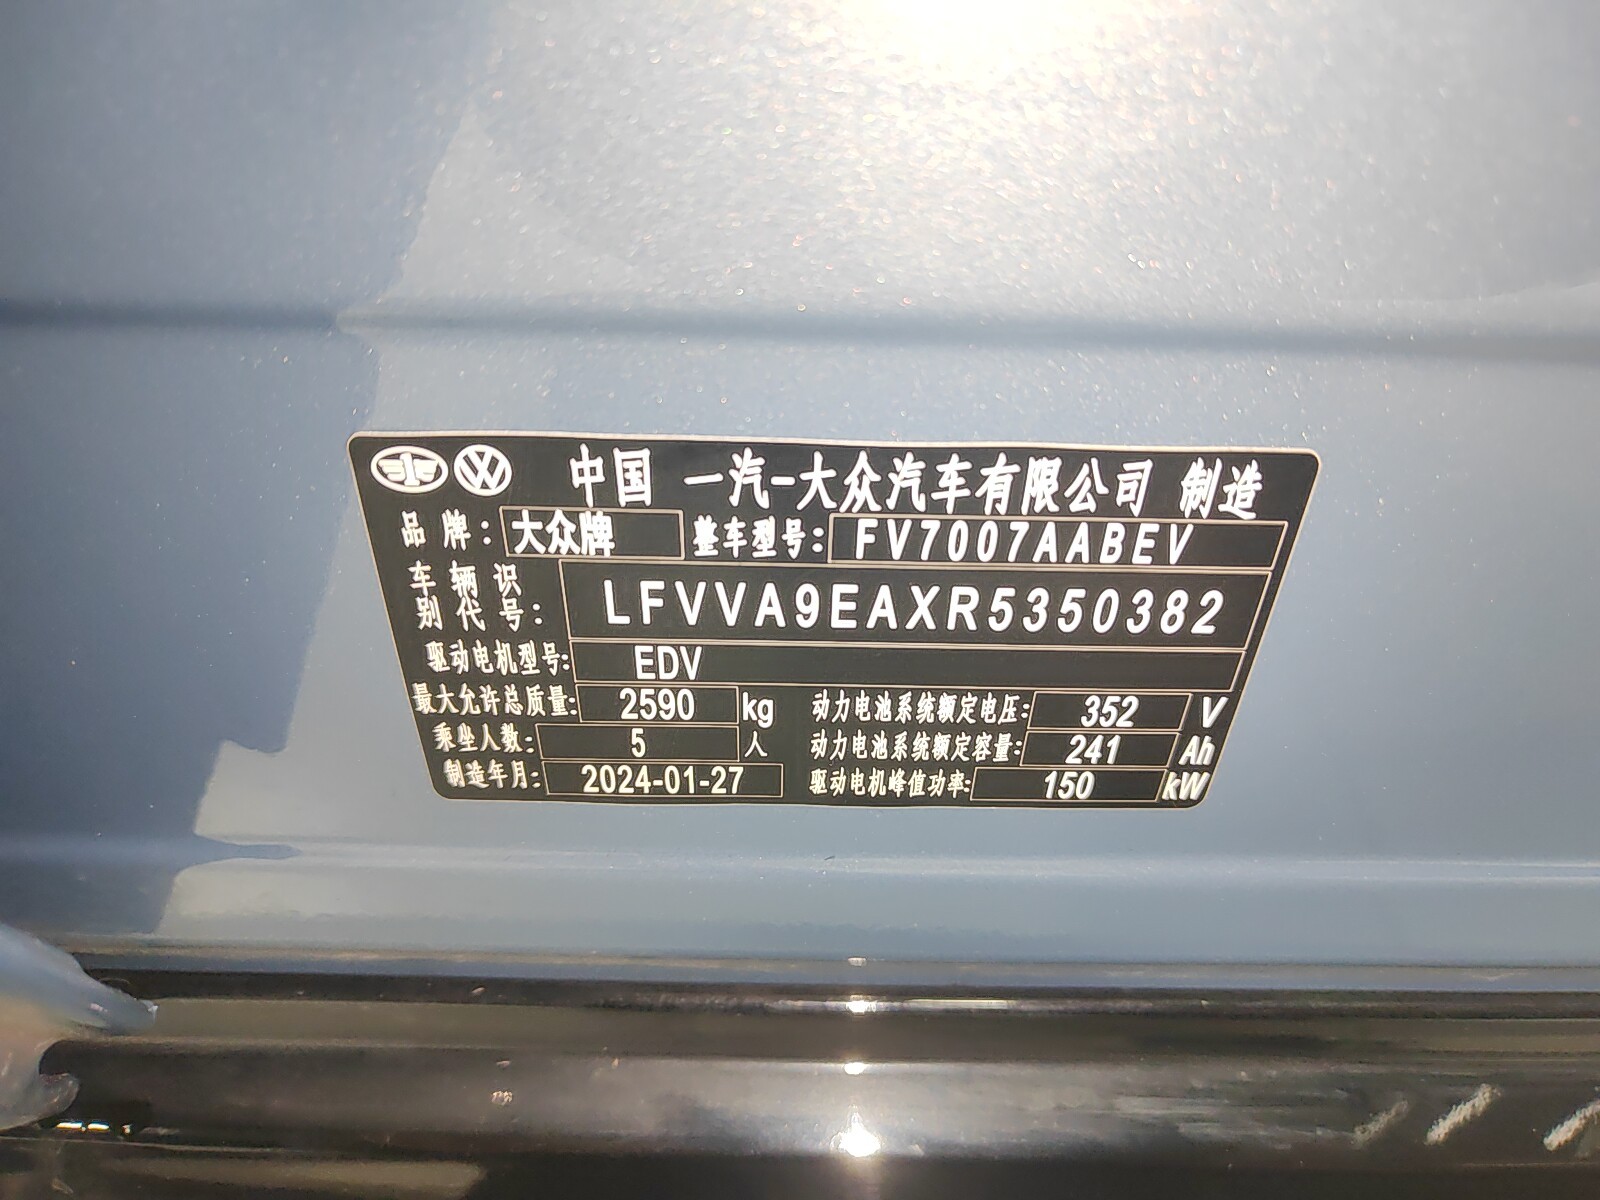 中国 一汽-大众汽车有限公司 制造
品牌: 大众牌 整车型号: FV7007AABEV
车辆识别代号: LFVVA9EAXR5350382
驱动电机型号: EDV
最大允许总质量: 2590 kg 动力电池系统额定电压: 352 V
乘坐人数: 5 人 动力电池系统额定容量: 241 Ah
制造年月: 2024-01-27 驱动电机峰值功率: 150 kW